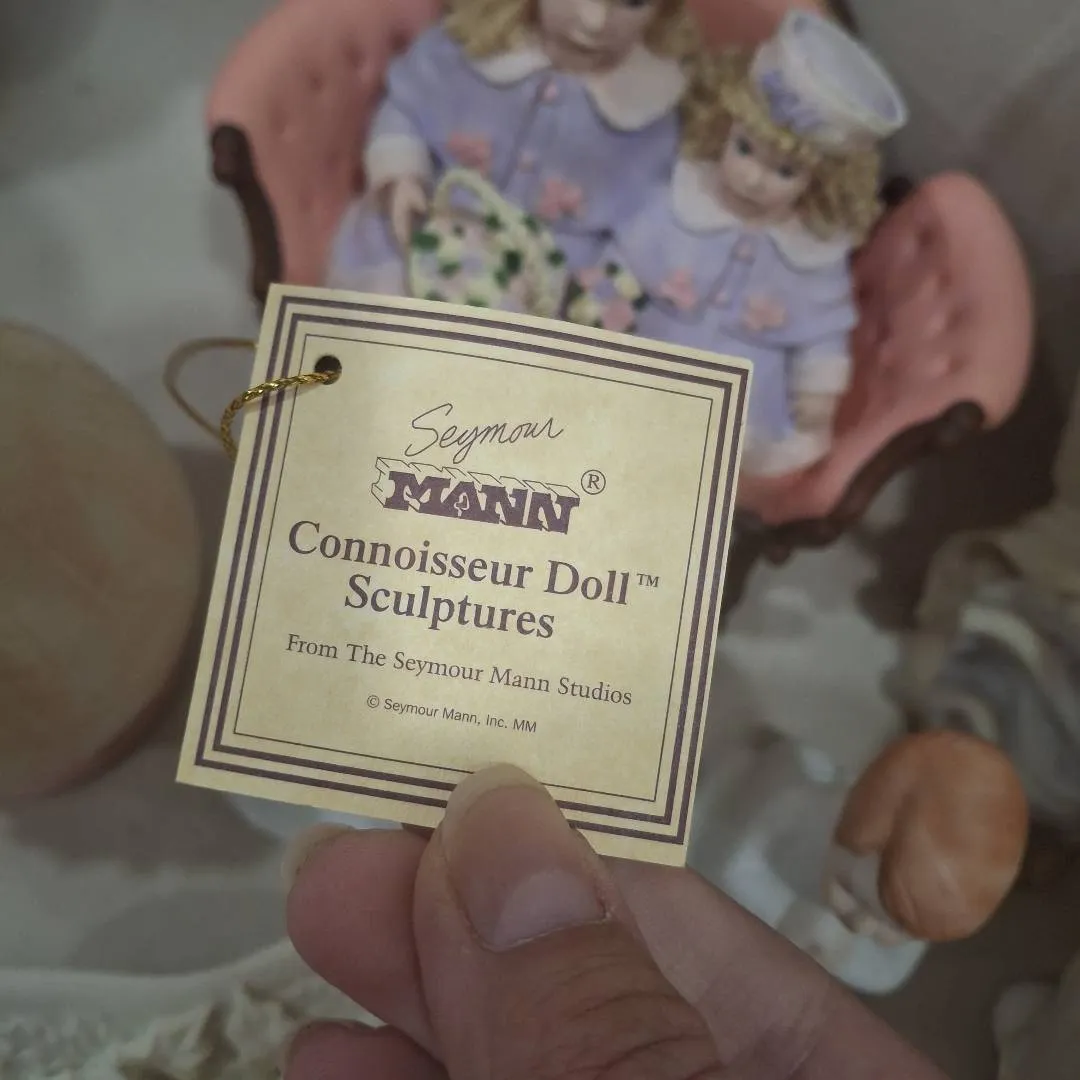 Seymour
MANN®
Connoisseur Doll™
Sculptures
From The Seymour Mann Studios
© Seymour Mann, Inc. MM